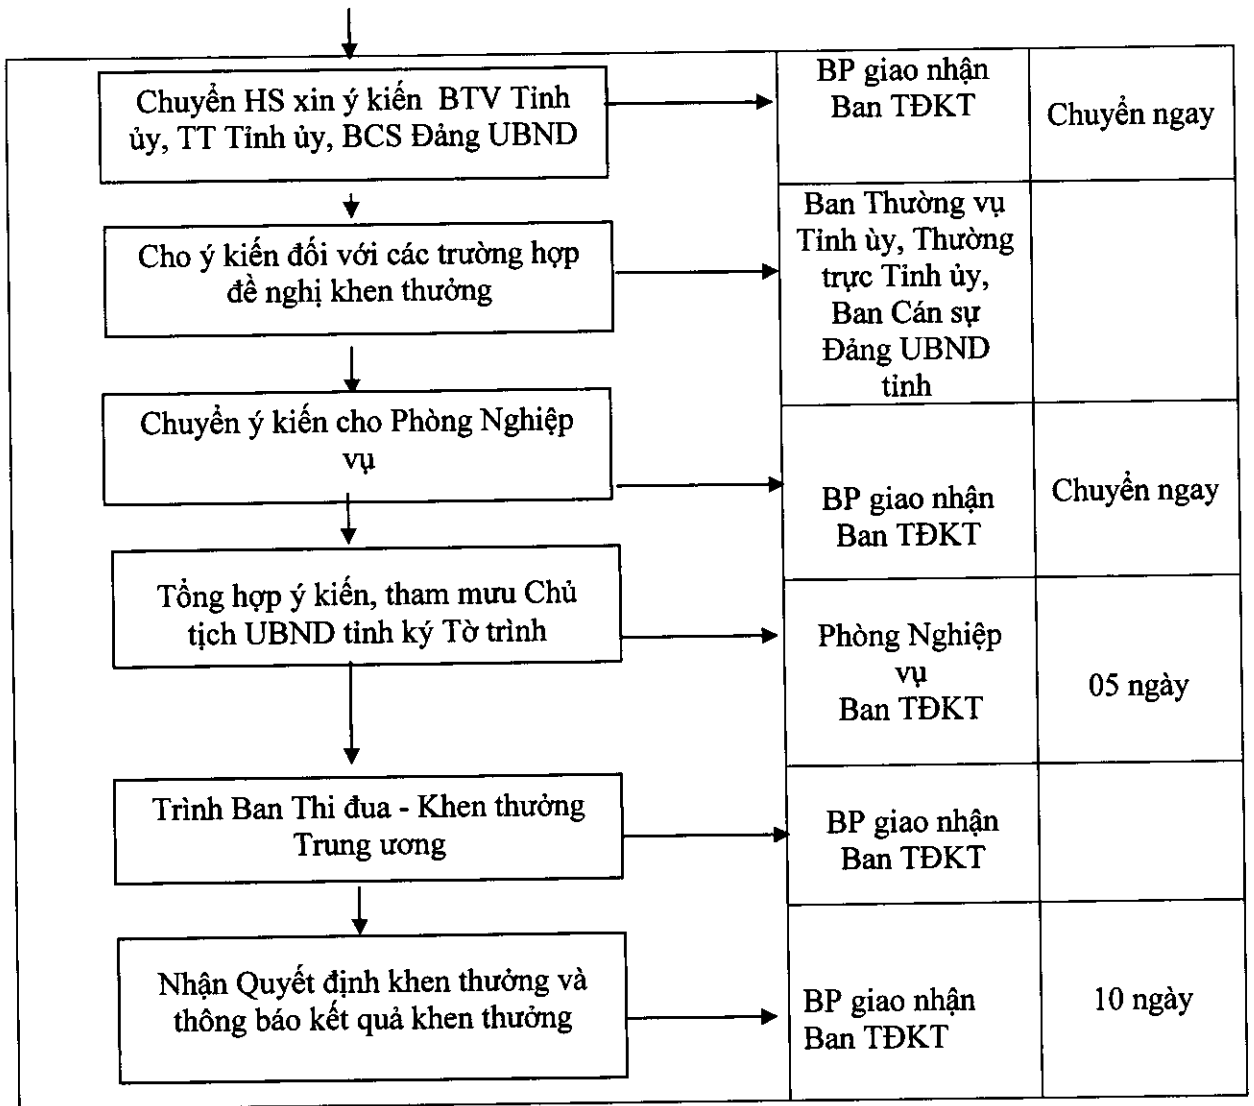 Chuyển HS xin ý kiến BTV Tỉnh
ủy, TT Tỉnh ủy, BCS Đảng UBND
BP giao nhận
Ban TĐKT
Chuyển ngay
Cho ý kiến đối với các trường hợp
đề nghị khen thưởng
Ban Thường vụ
Tỉnh ủy, Thường
trực Tỉnh ủy,
Ban Cán sự
Đảng UBND
tỉnh
Chuyển ý kiến cho Phòng Nghiệp
vụ
BP giao nhận
Ban TĐKT
Chuyển ngay
Tổng hợp ý kiến, tham mưu Chủ
tịch UBND tỉnh ký Tờ trình
Phòng Nghiệp
vụ
Ban TĐKT
05 ngày
Trình Ban Thi đua - Khen thưởng
Trung ương
BP giao nhận
Ban TĐKT
Nhận Quyết định khen thưởng và
thông báo kết quả khen thưởng
BP giao nhận
Ban TĐKT
10 ngày